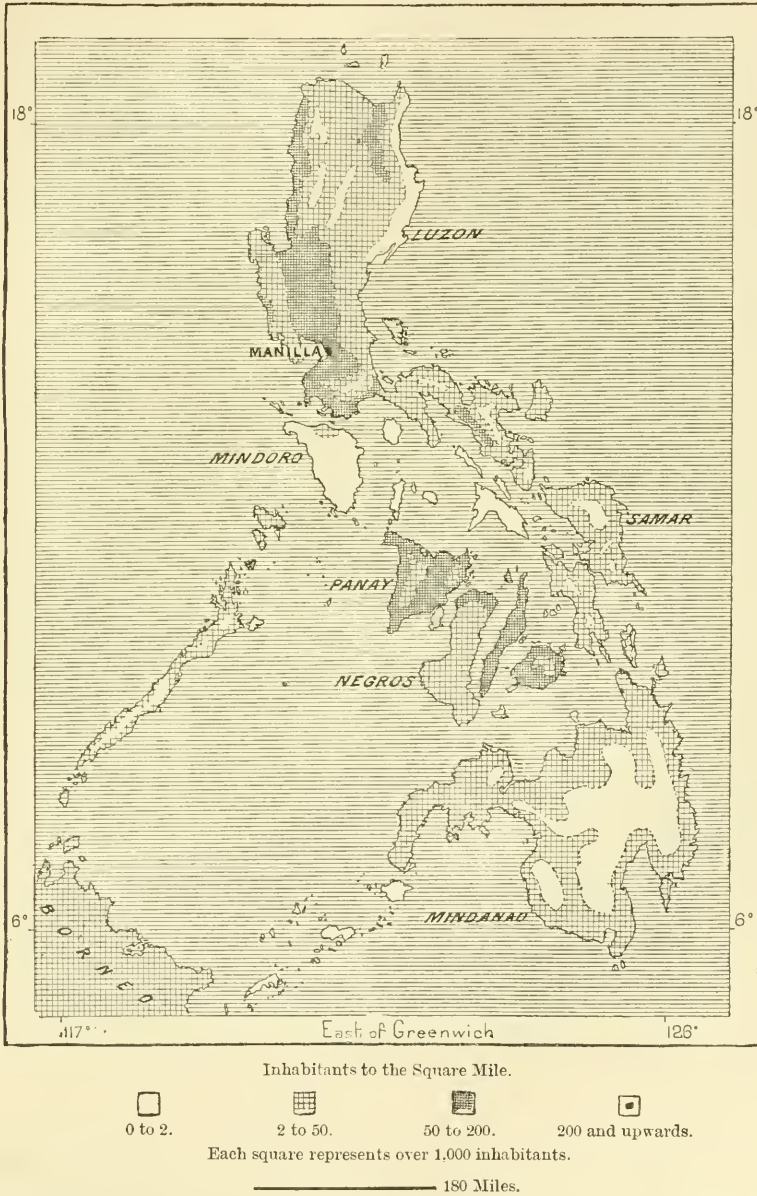 18° 18°
LUZON
MANILLA
MINDORO
SAMAR
PANAY
NEGROS
MINDANAO
6° 6°
BORNEO
117° East of Greenwich 126°
Inhabitants to the Square Mile.
0 to 2. 2 to 50. 50 to 200. 200 and upwards.
Each square represents over 1,000 inhabitants.
180 Miles.